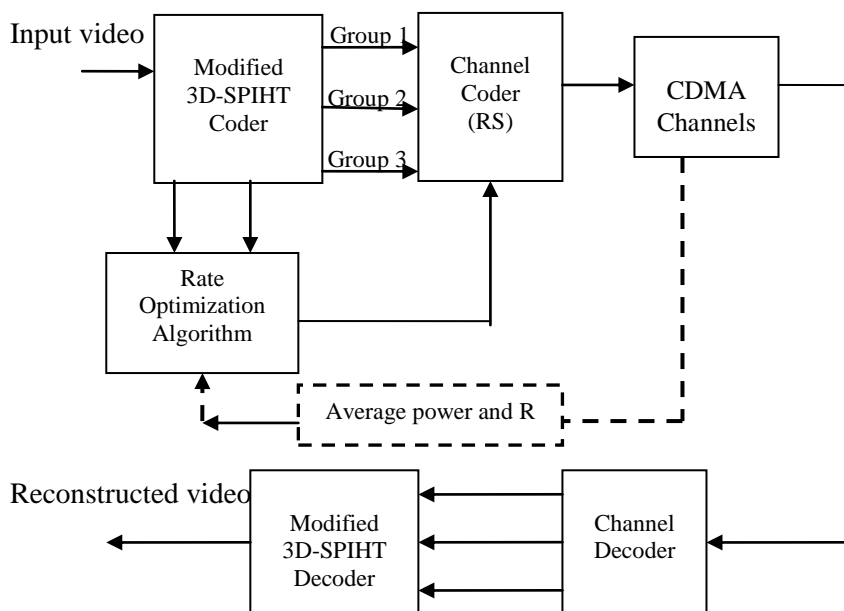 Input video
Modified
3D-SPIHT
Coder
Group 1
Group 2
Group 3
Channel
Coder
(RS)
CDMA
Channels
Rate
Optimization
Algorithm
Average power and R
Reconstructed video
Modified
3D-SPIHT
Decoder
Channel
Decoder